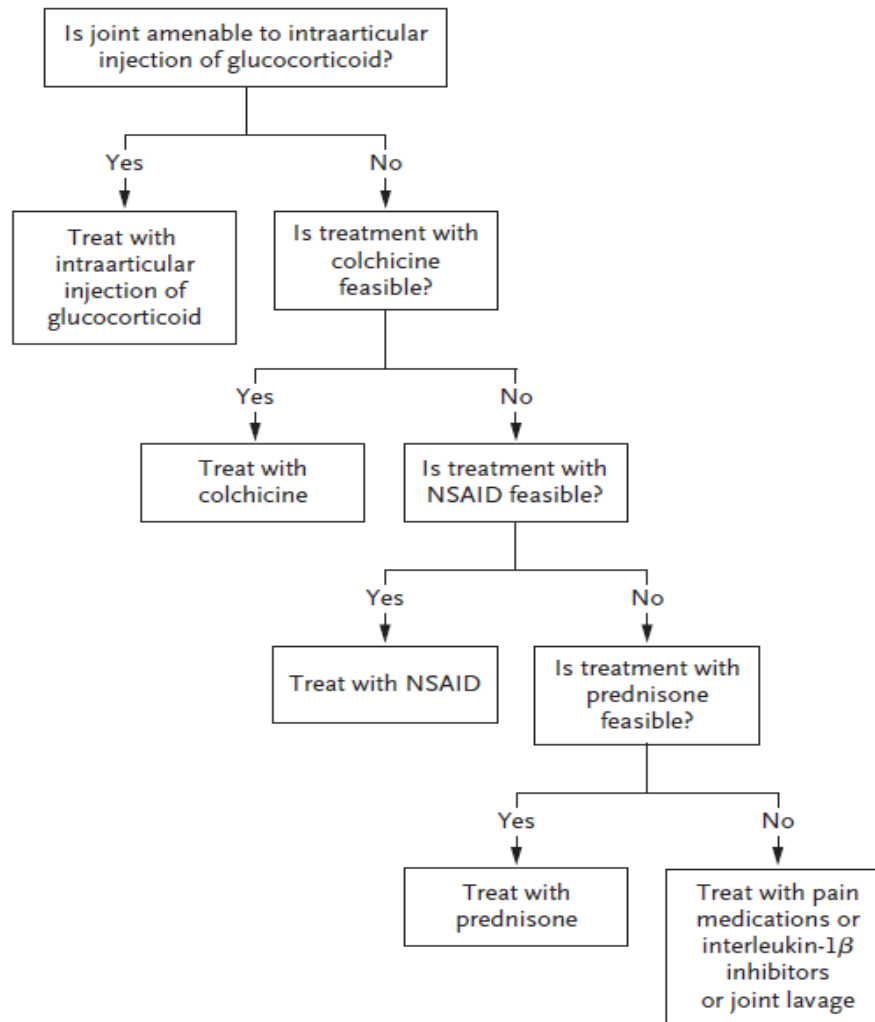 Is joint amenable to intraarticular
injection of glucocorticoid?
Yes
No
Treat with
intraarticular
injection of
glucocorticoid
Is treatment with
colchicine
feasible?
Yes
No
Treat with
colchicine
Is treatment with
NSAID feasible?
Yes
No
Treat with NSAID
Is treatment with
prednisone
feasible?
Yes
No
Treat with
prednisone
Treat with pain
medications or
interleukin-1β
inhibitors
or joint lavage